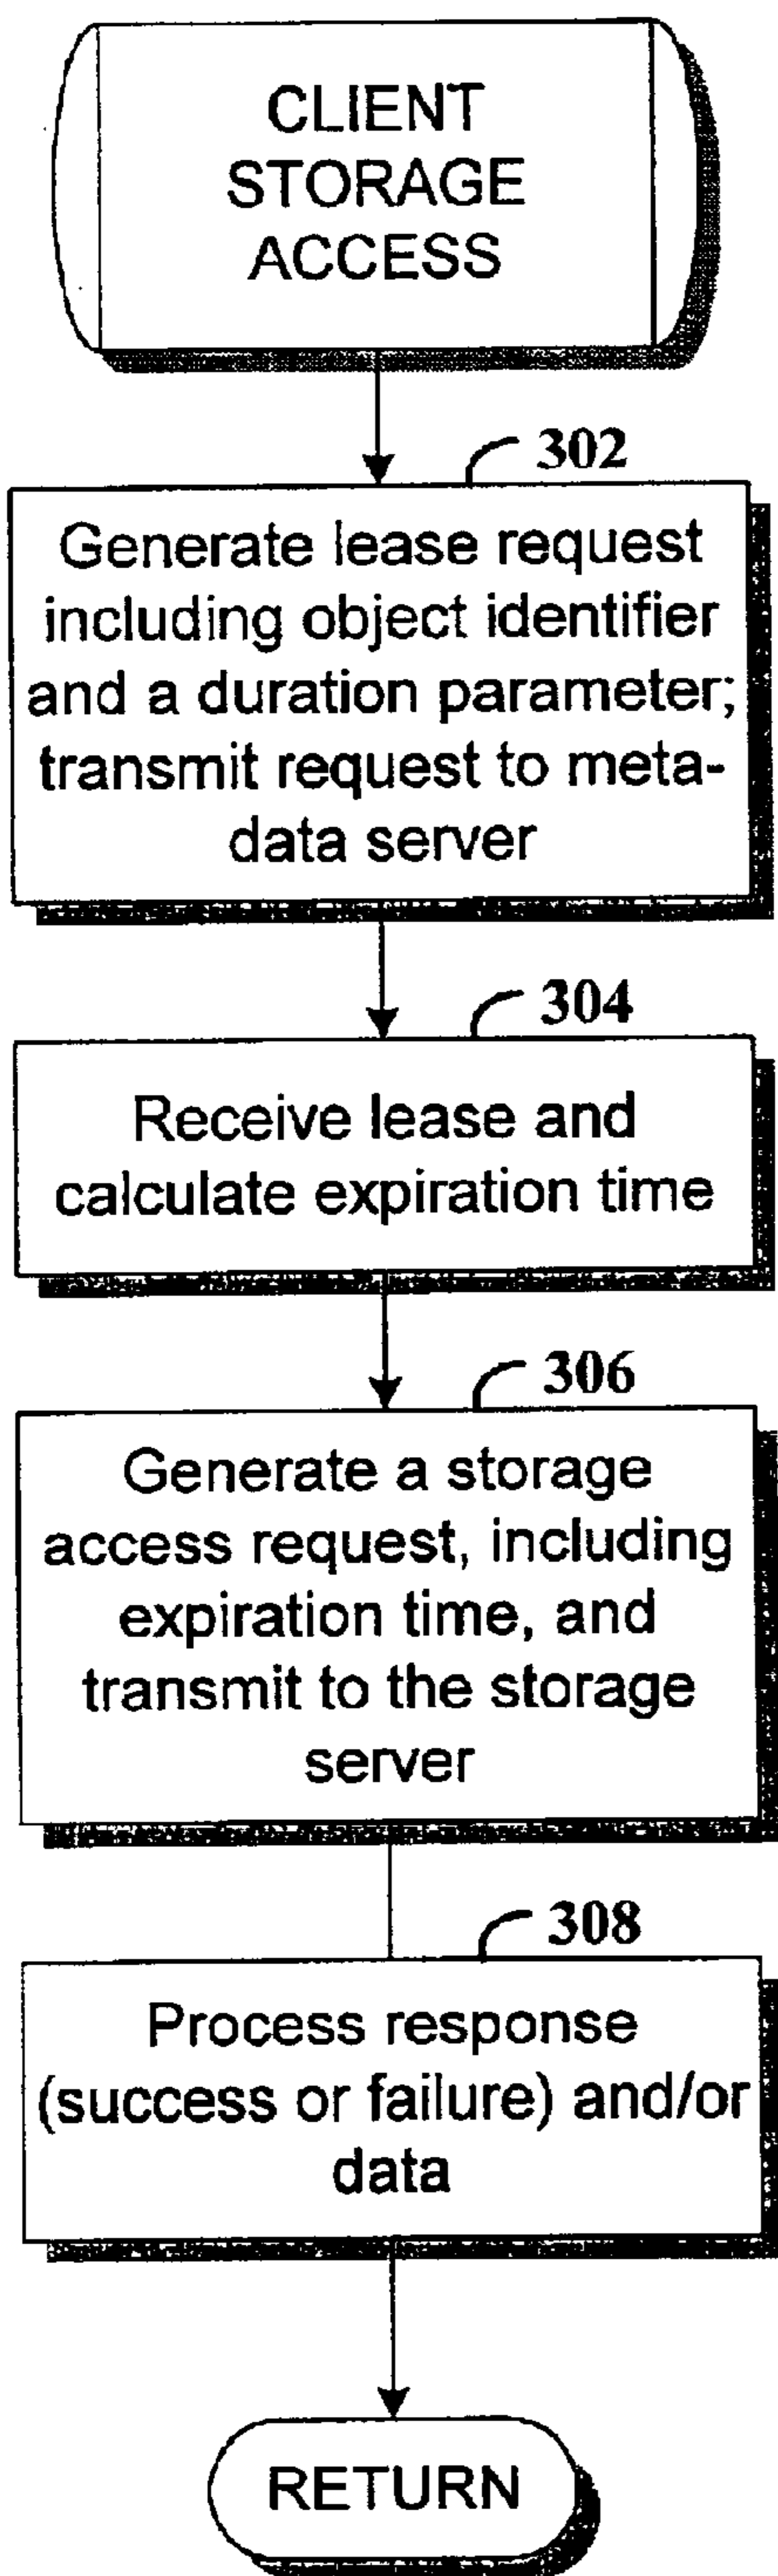 CLIENT
STORAGE
ACCESS
302
Generate lease request
including object identifier
and a duration parameter;
transmit request to meta-
data server
304
Receive lease and
calculate expiration time
306
Generate a storage
access request, including
expiration time, and
transmit to the storage
server
308
Process response
(success or failure) and/or
data
RETURN